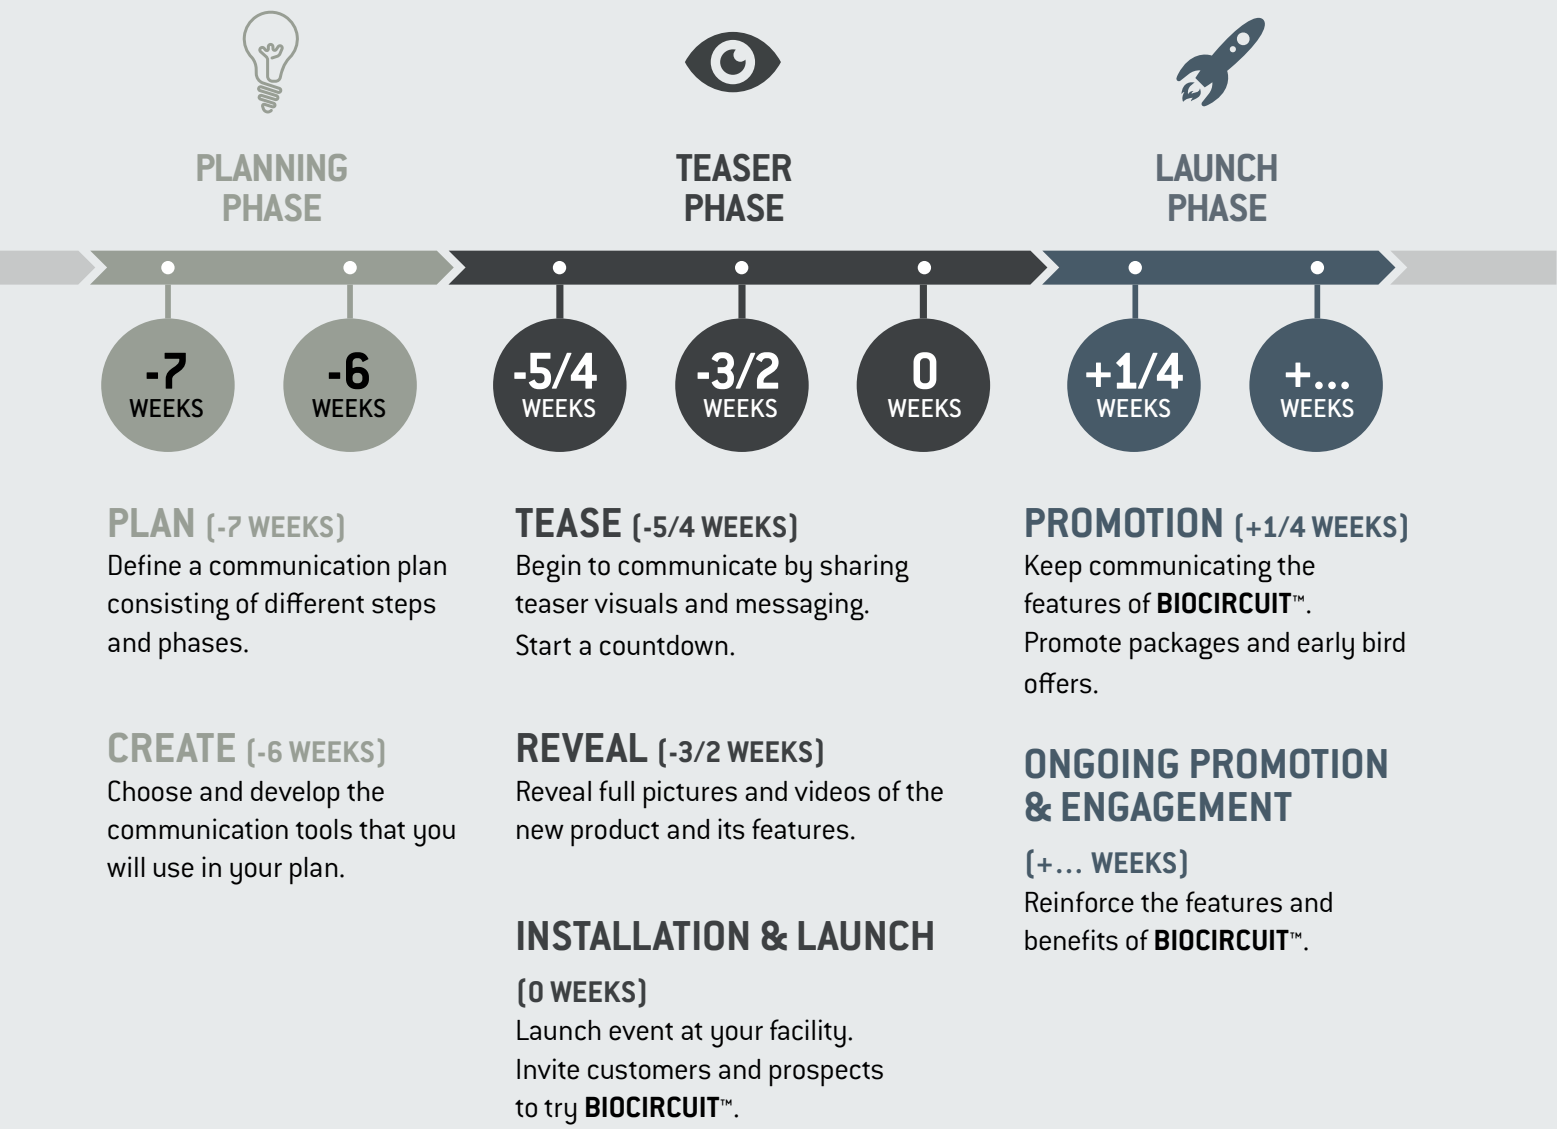 PLANNING
PHASE
TEASER
PHASE
LAUNCH
PHASE
-7
WEEKS
-6
WEEKS
-5/4
WEEKS
-3/2
WEEKS
0
WEEKS
+1/4
WEEKS
+...
WEEKS
PLAN (-7 WEEKS)
Define a communication plan
consisting of different steps
and phases.
CREATE (-6 WEEKS)
Choose and develop the
communication tools that you
will use in your plan.
TEASE (-5/4 WEEKS)
Begin to communicate by sharing
teaser visuals and messaging.
Start a countdown.
REVEAL (-3/2 WEEKS)
Reveal full pictures and videos of the
new product and its features.
INSTALLATION & LAUNCH
(0 WEEKS)
Launch event at your facility.
Invite customers and prospects
to try BIOCIRCUIT™.
PROMOTION (+1/4 WEEKS)
Keep communicating the
features of BIOCIRCUIT™.
Promote packages and early bird
offers.
ONGOING PROMOTION
& ENGAGEMENT
(+... WEEKS)
Reinforce the features and
benefits of BIOCIRCUIT™.